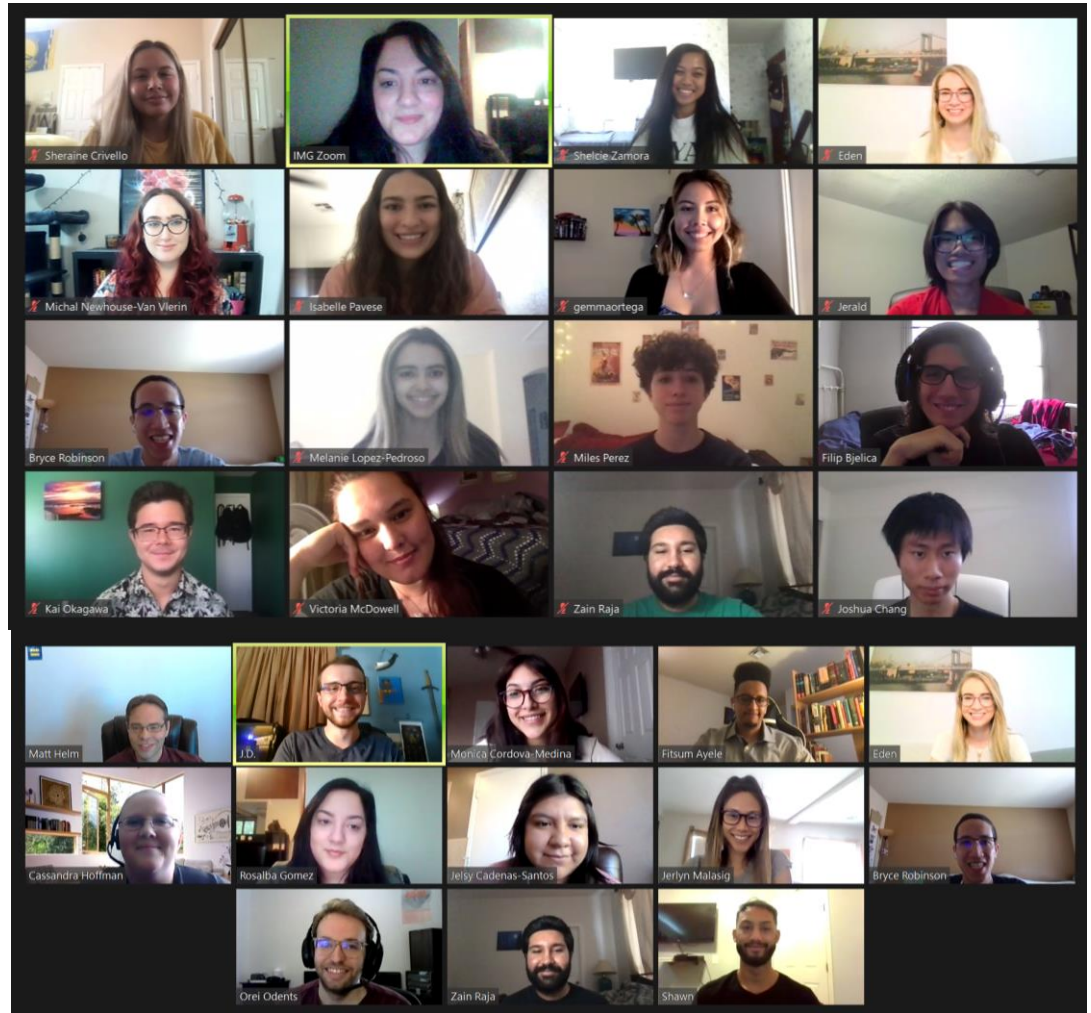 Sheraine Crivello
IMG Zoom
Shelcie Zamora
Eden
Michal Newhouse-Van Vlerin
Isabelle Pavese
gemmaortega
Jerald
Bryce Robinson
Melanie Lopez-Pedroso
Miles Perez
Filip Bjelica
Kai Okagawa
Victoria McDowell
Zain Raja
Joshua Chang
Matt Helm
J.D.
Monica Cordova-Medina
Fitsum Ayele
Eden
Cassandra Hoffman
Rosalba Gomez
Jelsy Cadenas-Santos
Jerlyn Malasig
Bryce Robinson
Orei Odents
Zain Raja
Shawn